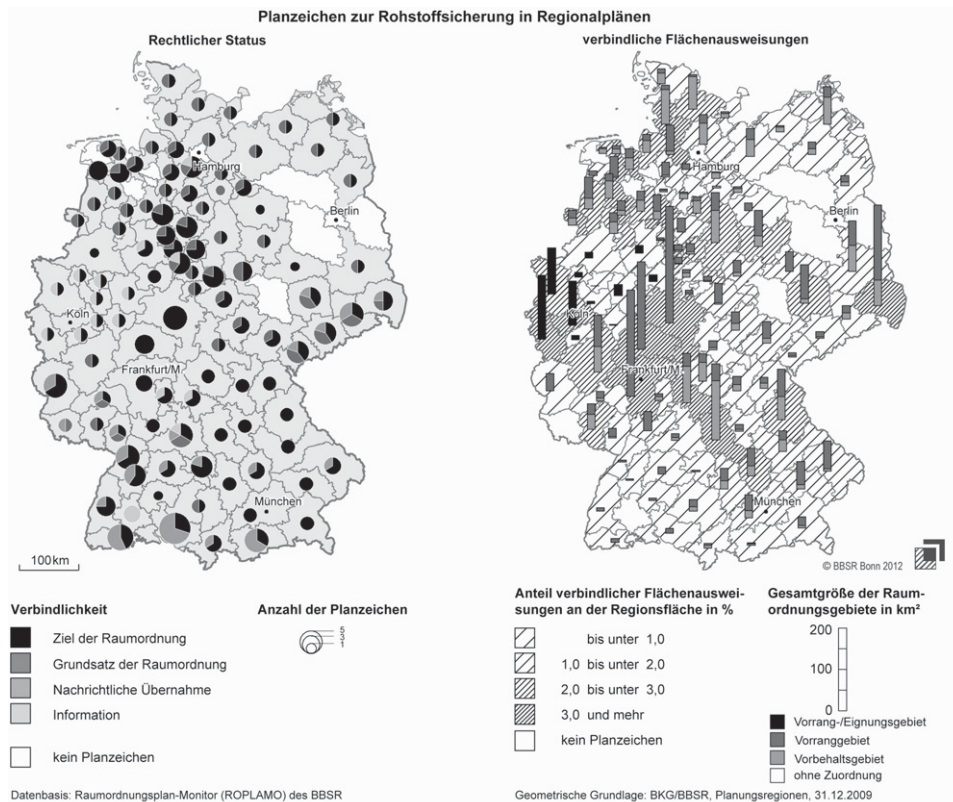 Planzeichen zur Rohstoffsicherung in Regionalplänen
Rechtlicher Status
Hamburg
Berlin
Köln
Frankfurt/M.
München
100 km
verbindliche Flächenausweisungen
Hamburg
Berlin
Köln
Frankfurt/M.
München
© BBSR Bonn 2012
Verbindlichkeit
Ziel der Raumordnung
Grundsatz der Raumordnung
Nachrichtliche Übernahme
Information
kein Planzeichen
Anzahl der Planzeichen
5
3
1
Anteil verbindlicher Flächenauswei-
sungen an der Regionsfläche in %
bis unter 1,0
1,0 bis unter 2,0
2,0 bis unter 3,0
3,0 und mehr
kein Planzeichen
Gesamtgröße der Raum-
ordnungsgebiete in km²
200
100
0
Vorrang-/Eignungsgebiet
Vorranggebiet
Vorbehaltsgebiet
ohne Zuordnung
Datenbasis: Raumordnungsplan-Monitor (ROPLAMO) des BBSR
Geometrische Grundlage: BKG/BBSR, Planungsregionen, 31.12.2009